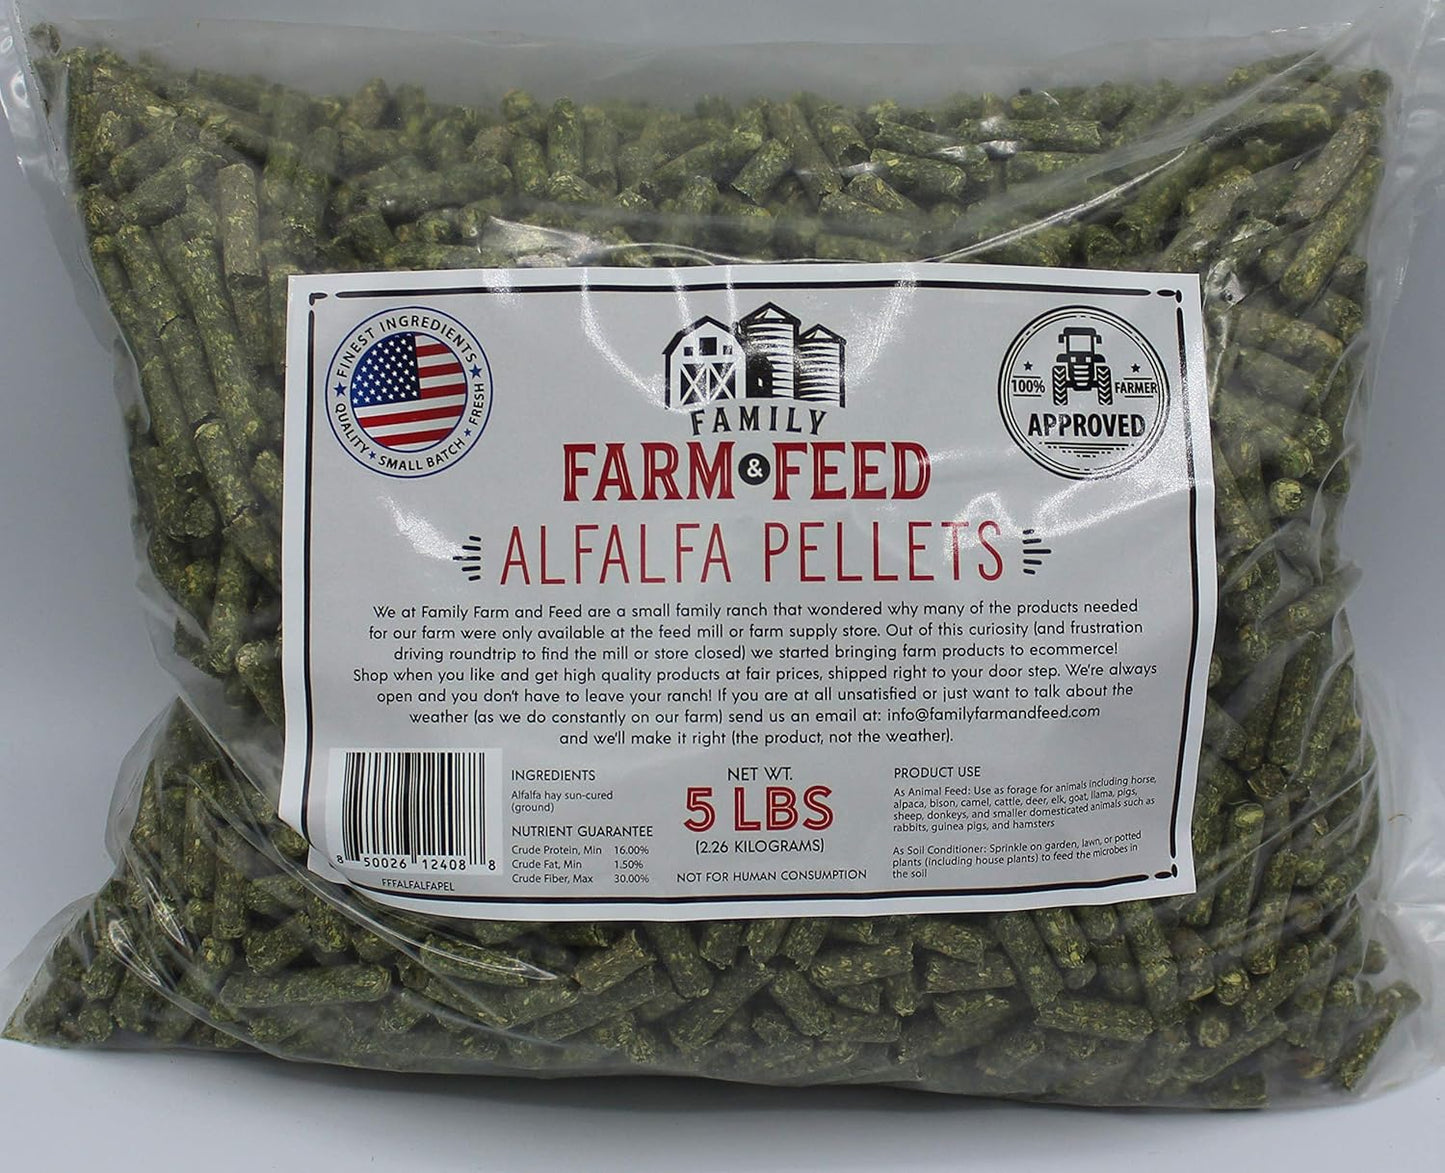 FINEST INGREDIENTS
QUALITY ★ SMALL BATCH ★ FRESH
FAMILY
FARM & FEED
100% FARMER
APPROVED
ALFALFA PELLETS
We at Family Farm and Feed are a small family ranch that wondered why many of the products needed
for our farm were only available at the feed mill or farm supply store. Out of this curiosity (and frustration
driving roundtrip to find the mill or store closed) we started bringing farm products to ecommerce!
Shop when you like and get high quality products at fair prices, shipped right to your door step. We're always
open and you don't have to leave your ranch! If you are at all unsatisfied or just want to talk about the
weather (as we do constantly on our farm) send us an email at: info@familyfarmandfeed.com
and we'll make it right (the product, not the weather).
8 50026 12408 8
FFFALFALFAPEL
INGREDIENTS
Alfalfa hay sun-cured
(ground)
NUTRIENT GUARANTEE
Crude Protein, Min 16.00%
Crude Fat, Min 1.50%
Crude Fiber, Max 30.00%
NET WT.
5 LBS
(2.26 KILOGRAMS)
NOT FOR HUMAN CONSUMPTION
PRODUCT USE
As Animal Feed: Use as forage for animals including horse,
alpaca, bison, camel, cattle, deer, elk, goat, llama, pigs,
sheep, donkeys, and smaller domesticated animals such as
rabbits, guinea pigs, and hamsters
As Soil Conditioner: Sprinkle on garden, lawn, or potted
plants (including house plants) to feed the microbes in
the soil